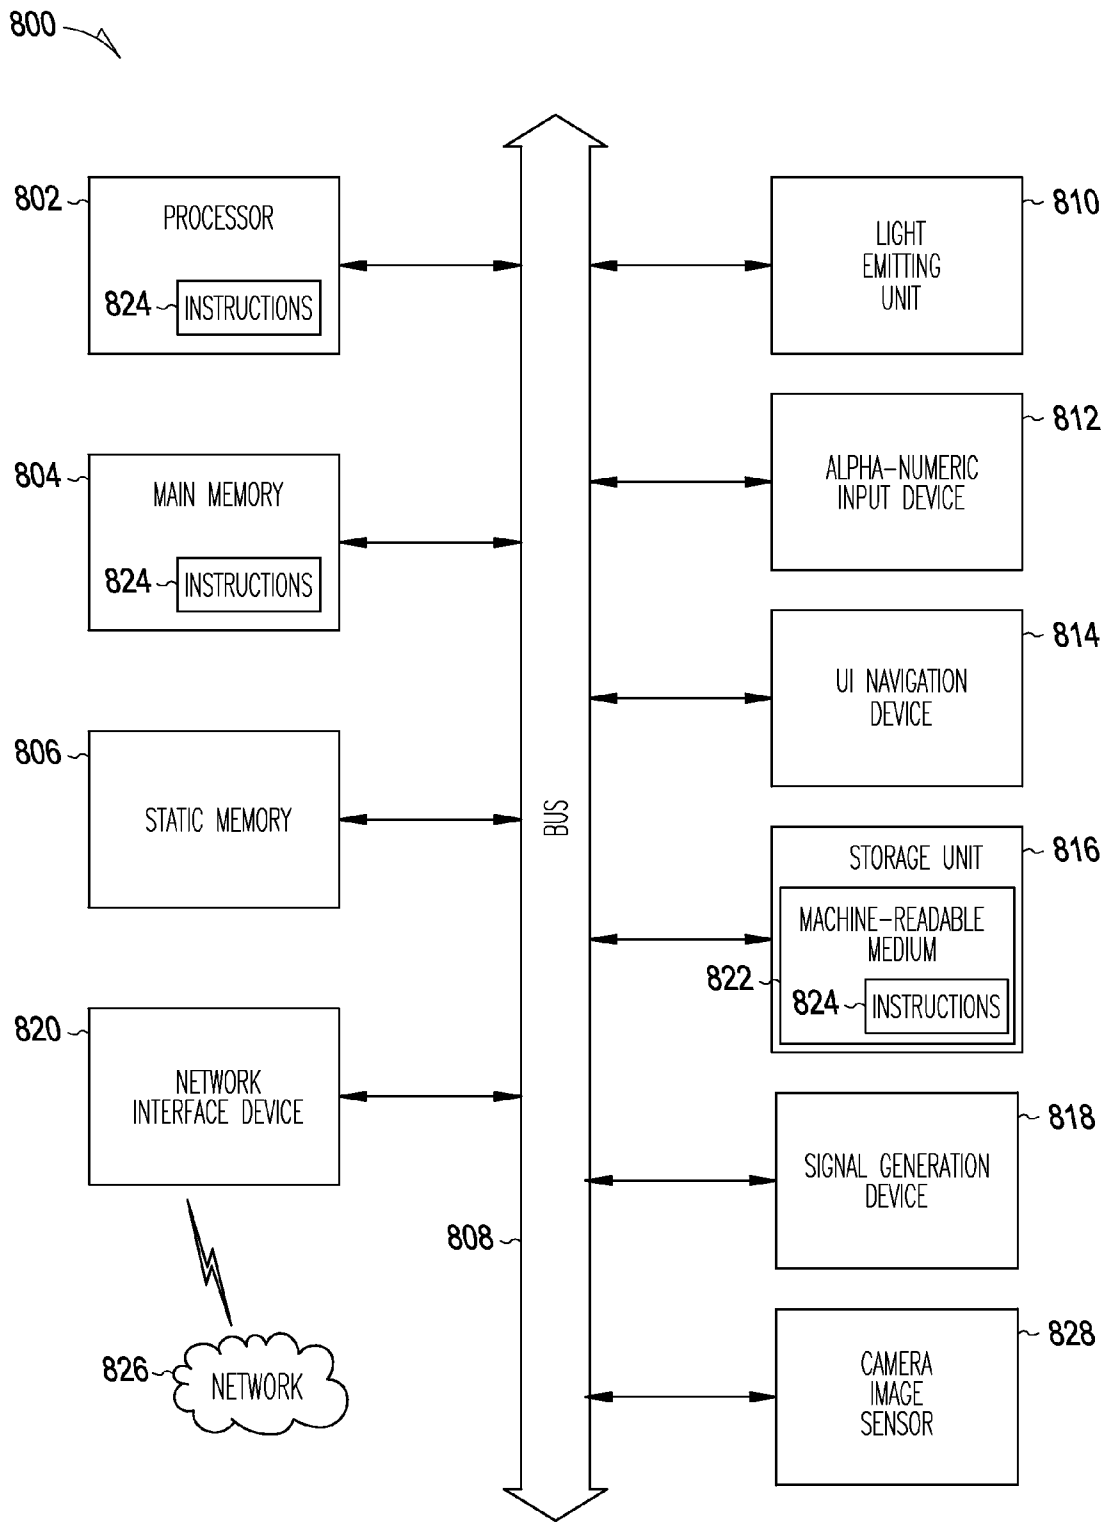 800
802
PROCESSOR
824
INSTRUCTIONS
804
MAIN MEMORY
824
INSTRUCTIONS
806
STATIC MEMORY
820
NETWORK
INTERFACE DEVICE
826
NETWORK
808
BUS
810
LIGHT
EMITTING
UNIT
812
ALPHA-NUMERIC
INPUT DEVICE
814
UI NAVIGATION
DEVICE
816
STORAGE UNIT
MACHINE-READABLE
MEDIUM
822
824
INSTRUCTIONS
818
SIGNAL GENERATION
DEVICE
828
CAMERA
IMAGE
SENSOR